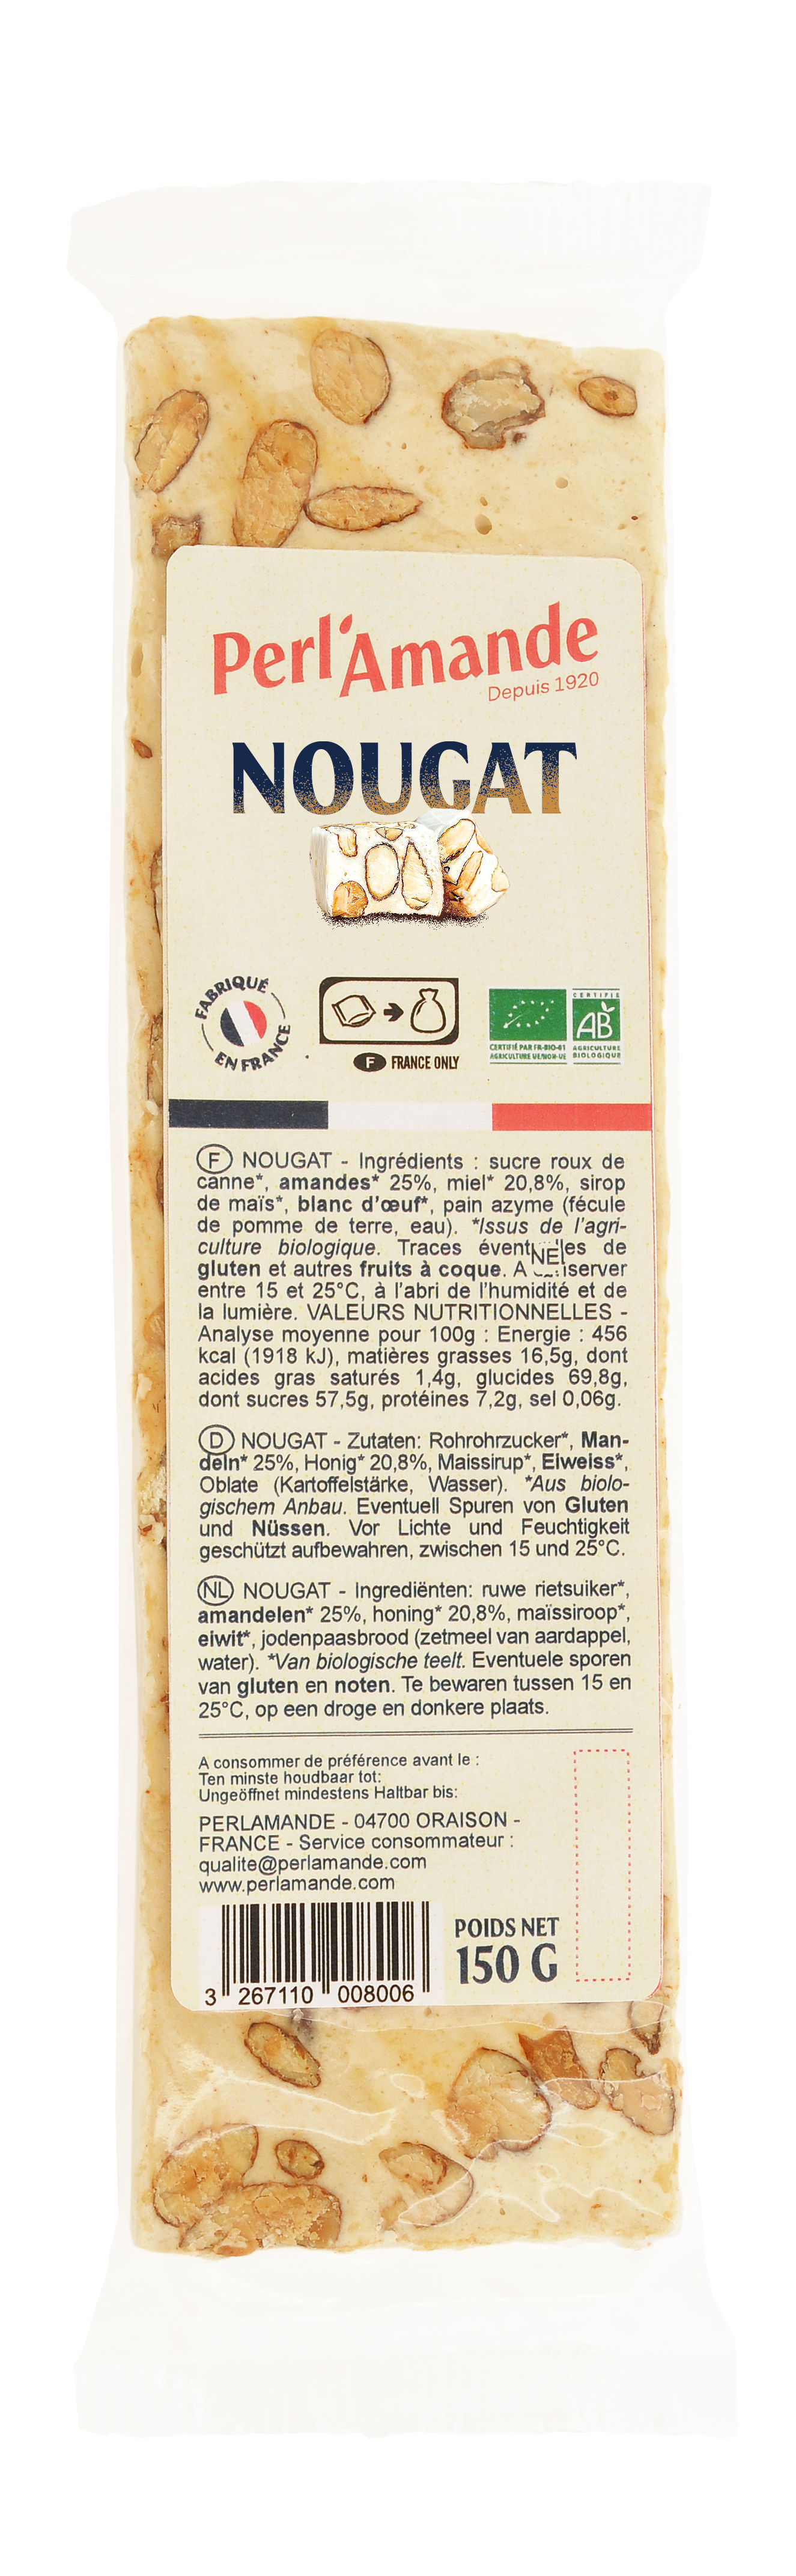 Perl'Amande
Depuis 1920
NOUGAT
FABRIQUÉ
EN FRANCE
F FRANCE ONLY
CERTIFIÉ PAR FR-BIO-01
AGRICULTURE UE/NON-UE
CERTIFIÉ
AB
AGRICULTURE
BIOLOGIQUE
F NOUGAT - Ingrédients : sucre roux de
canne*, amandes* 25%, miel* 20,8%, sirop
de maïs*, blanc d'œuf*, pain azyme (fécule
de pomme de terre, eau). *Issus de l'agri-
culture biologique. Traces de
NE
gluten et autres fruits à coque. A
entre 15 et 25°C, à l'abri de l'humidité et de
la lumière. VALEURS NUTRITIONNELLES -
Analyse moyenne pour 100g : Energie : 456
kcal (1918 kJ), matières grasses 16,5g, dont
acides gras saturés 1,4g, glucides 69,8g,
dont sucres 57,5g, protéines 7,2g, sel 0,06g.
D NOUGAT - Zutaten: Rohrohrzucker*, Man-
deln* 25%, Honig* 20,8%, Maissirup*, Eiweiss*,
Oblate (Kartoffelstärke, Wasser). *Aus biolo-
gischem Anbau. Eventuell Spuren von Gluten
und Nüssen. Vor Lichte und Feuchtigkeit
geschützt aufbewahren, zwischen 15 und 25°C.
NL NOUGAT - Ingrediënten: ruwe rietsuiker*,
amandelen* 25%, honing* 20,8%, maïssiroop*,
eiwit*, jodenpaasbrood (zetmeel van aardappel,
water). *Van biologische teelt. Eventuele sporen
van gluten en noten. Te bewaren tussen 15 en
25°C, op een droge en donkere plaats.
A consommer de préférence avant le :
Ten minste houdbaar tot:
Ungeöffnet mindestens Haltbar bis:
PERLAMANDE - 04700 ORAISON -
FRANCE - Service consommateur :
qualite@perlamande.com
www.perlamande.com
POIDS NET
150 G
3 267110 008006